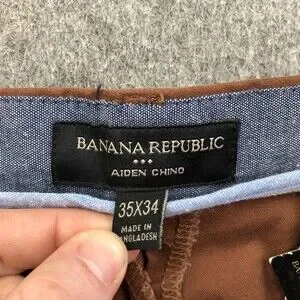 BANANA REPUBLIC
AIDEN CHINO
35X34
MADE IN
BANGLADESH